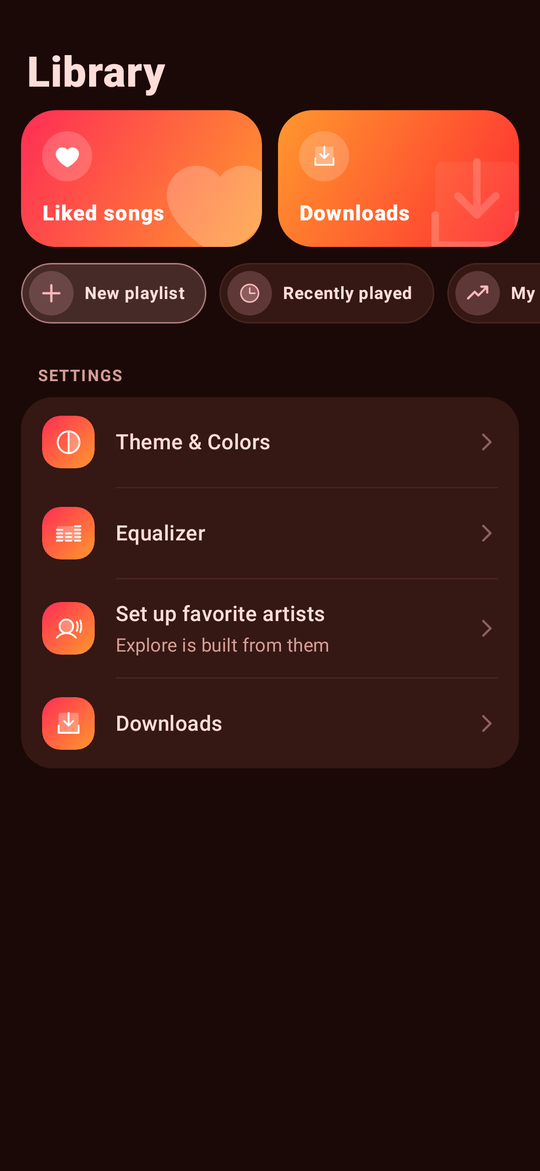 Library
Liked songs
Downloads
New playlist
Recently played
My
SETTINGS
Theme & Colors
Equalizer
Set up favorite artists
Explore is built from them
Downloads